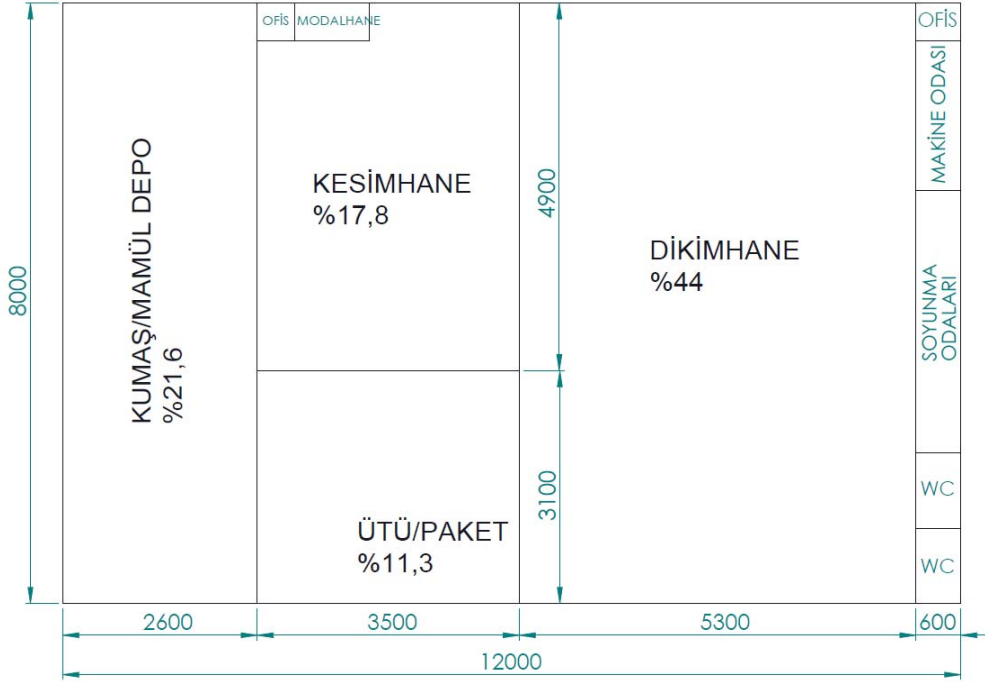 OFİS
MODALHANE
OFİS
MAKİNE ODASI
KUMAŞ/MAMÜL DEPO
%21,6
KESİMHANE
%17,8
4900
DİKİMHANE
%44
8000
SOYUNMA
ODALARI
3100
WC
ÜTÜ/PAKET
%11,3
WC
2600
3500
5300
600
12000